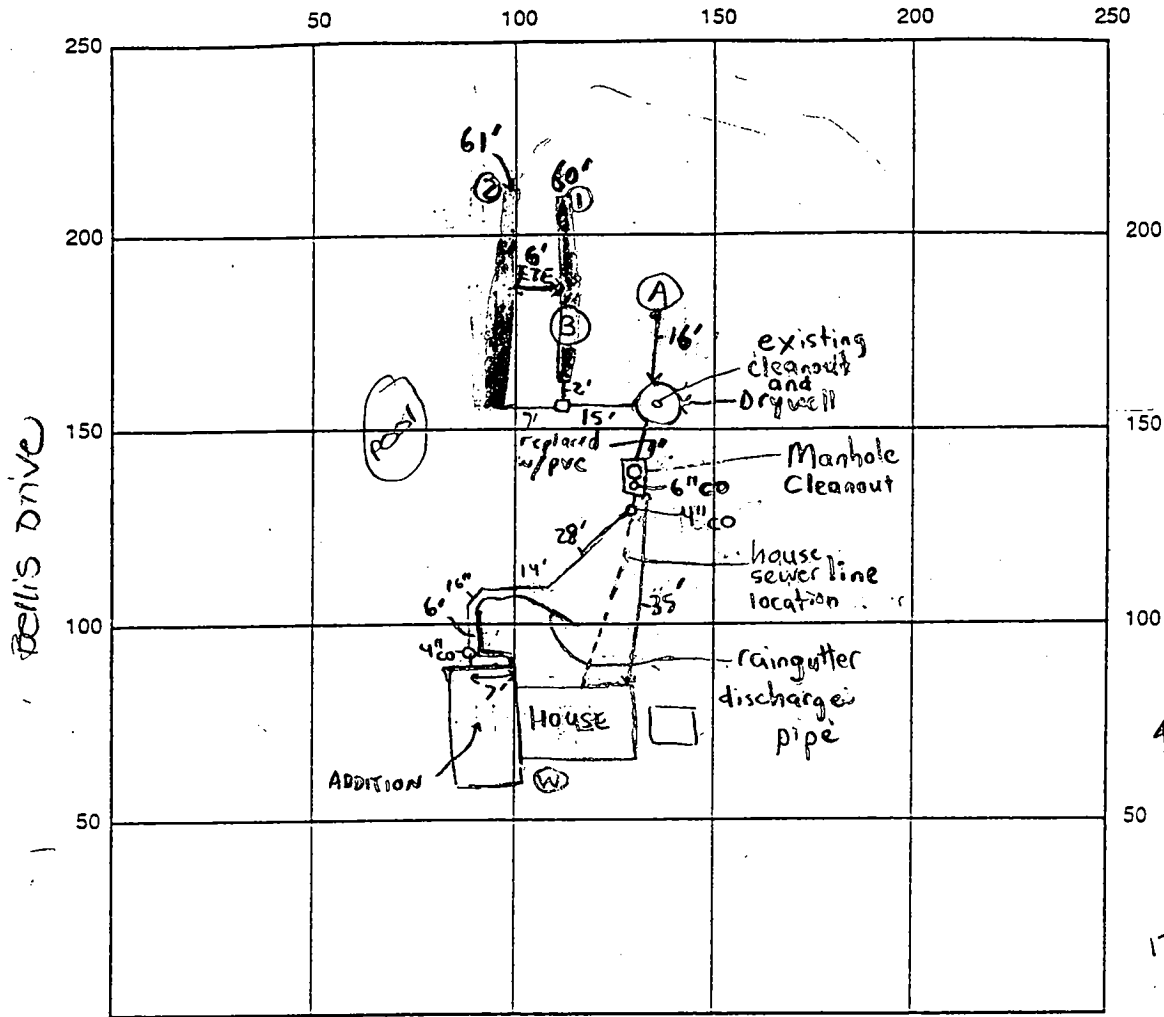 50 100 150 200 250
250
61'
60'
2
1
200 200
6'
ETE
A
B
16'
existing
cleanout
and
Drywell
2'
7' 15'
150 150
Pool
replaced
w/pvc
Manhole
Cleanout
6" co
4" co
28'
14'
16"
6'
house
sewer line
location
35'
100 100
4" co
7'
raingutter
discharge
pipe
HOUSE
ADDITION
W
50 50
Bellis Drive